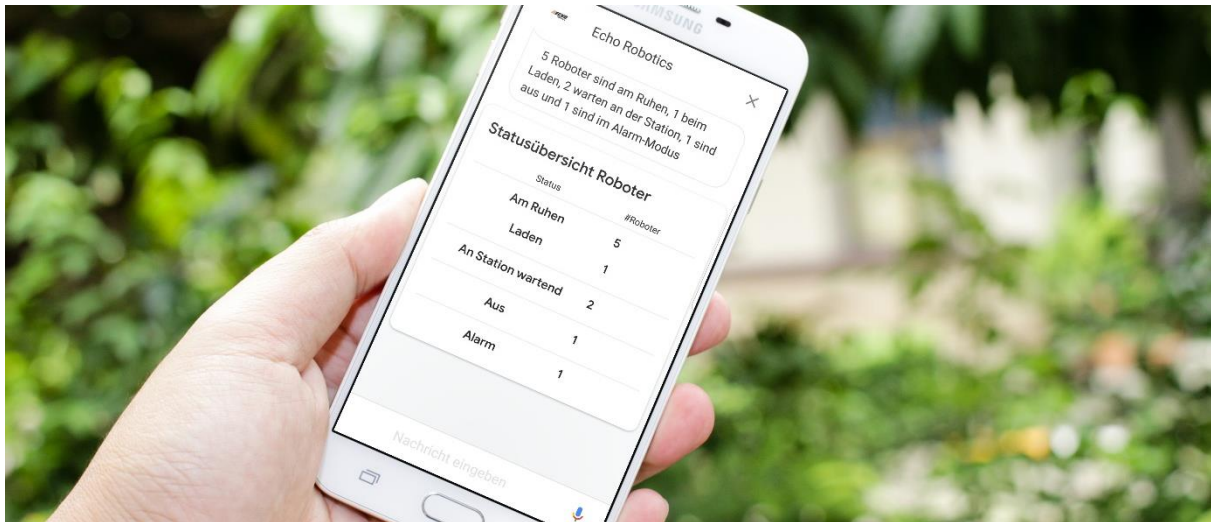 SAMSUNG
Echo Robotics
5 Roboter sind am Ruhen, 1 beim
Laden, 2 warten an der Station, 1 sind
aus und 1 sind im Alarm-Modus
Statusübersicht Roboter
Status #Roboter
Am Ruhen 5
Laden 1
An Station wartend 2
Aus 1
Alarm 1
Nachricht eingeben